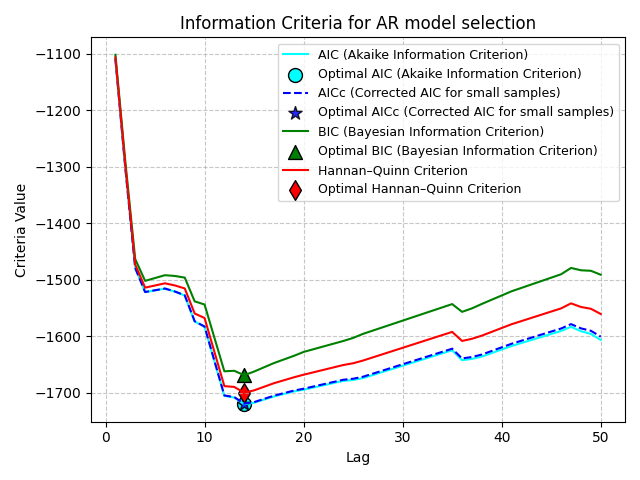 Information Criteria for AR model selection
AIC (Akaike Information Criterion)
Optimal AIC (Akaike Information Criterion)
AICc (Corrected AIC for small samples)
Optimal AICc (Corrected AIC for small samples)
BIC (Bayesian Information Criterion)
Optimal BIC (Bayesian Information Criterion)
Hannan–Quinn Criterion
Optimal Hannan–Quinn Criterion
Criteria Value
−1100
−1200
−1300
−1400
−1500
−1600
−1700
0 10 20 30 40 50
Lag